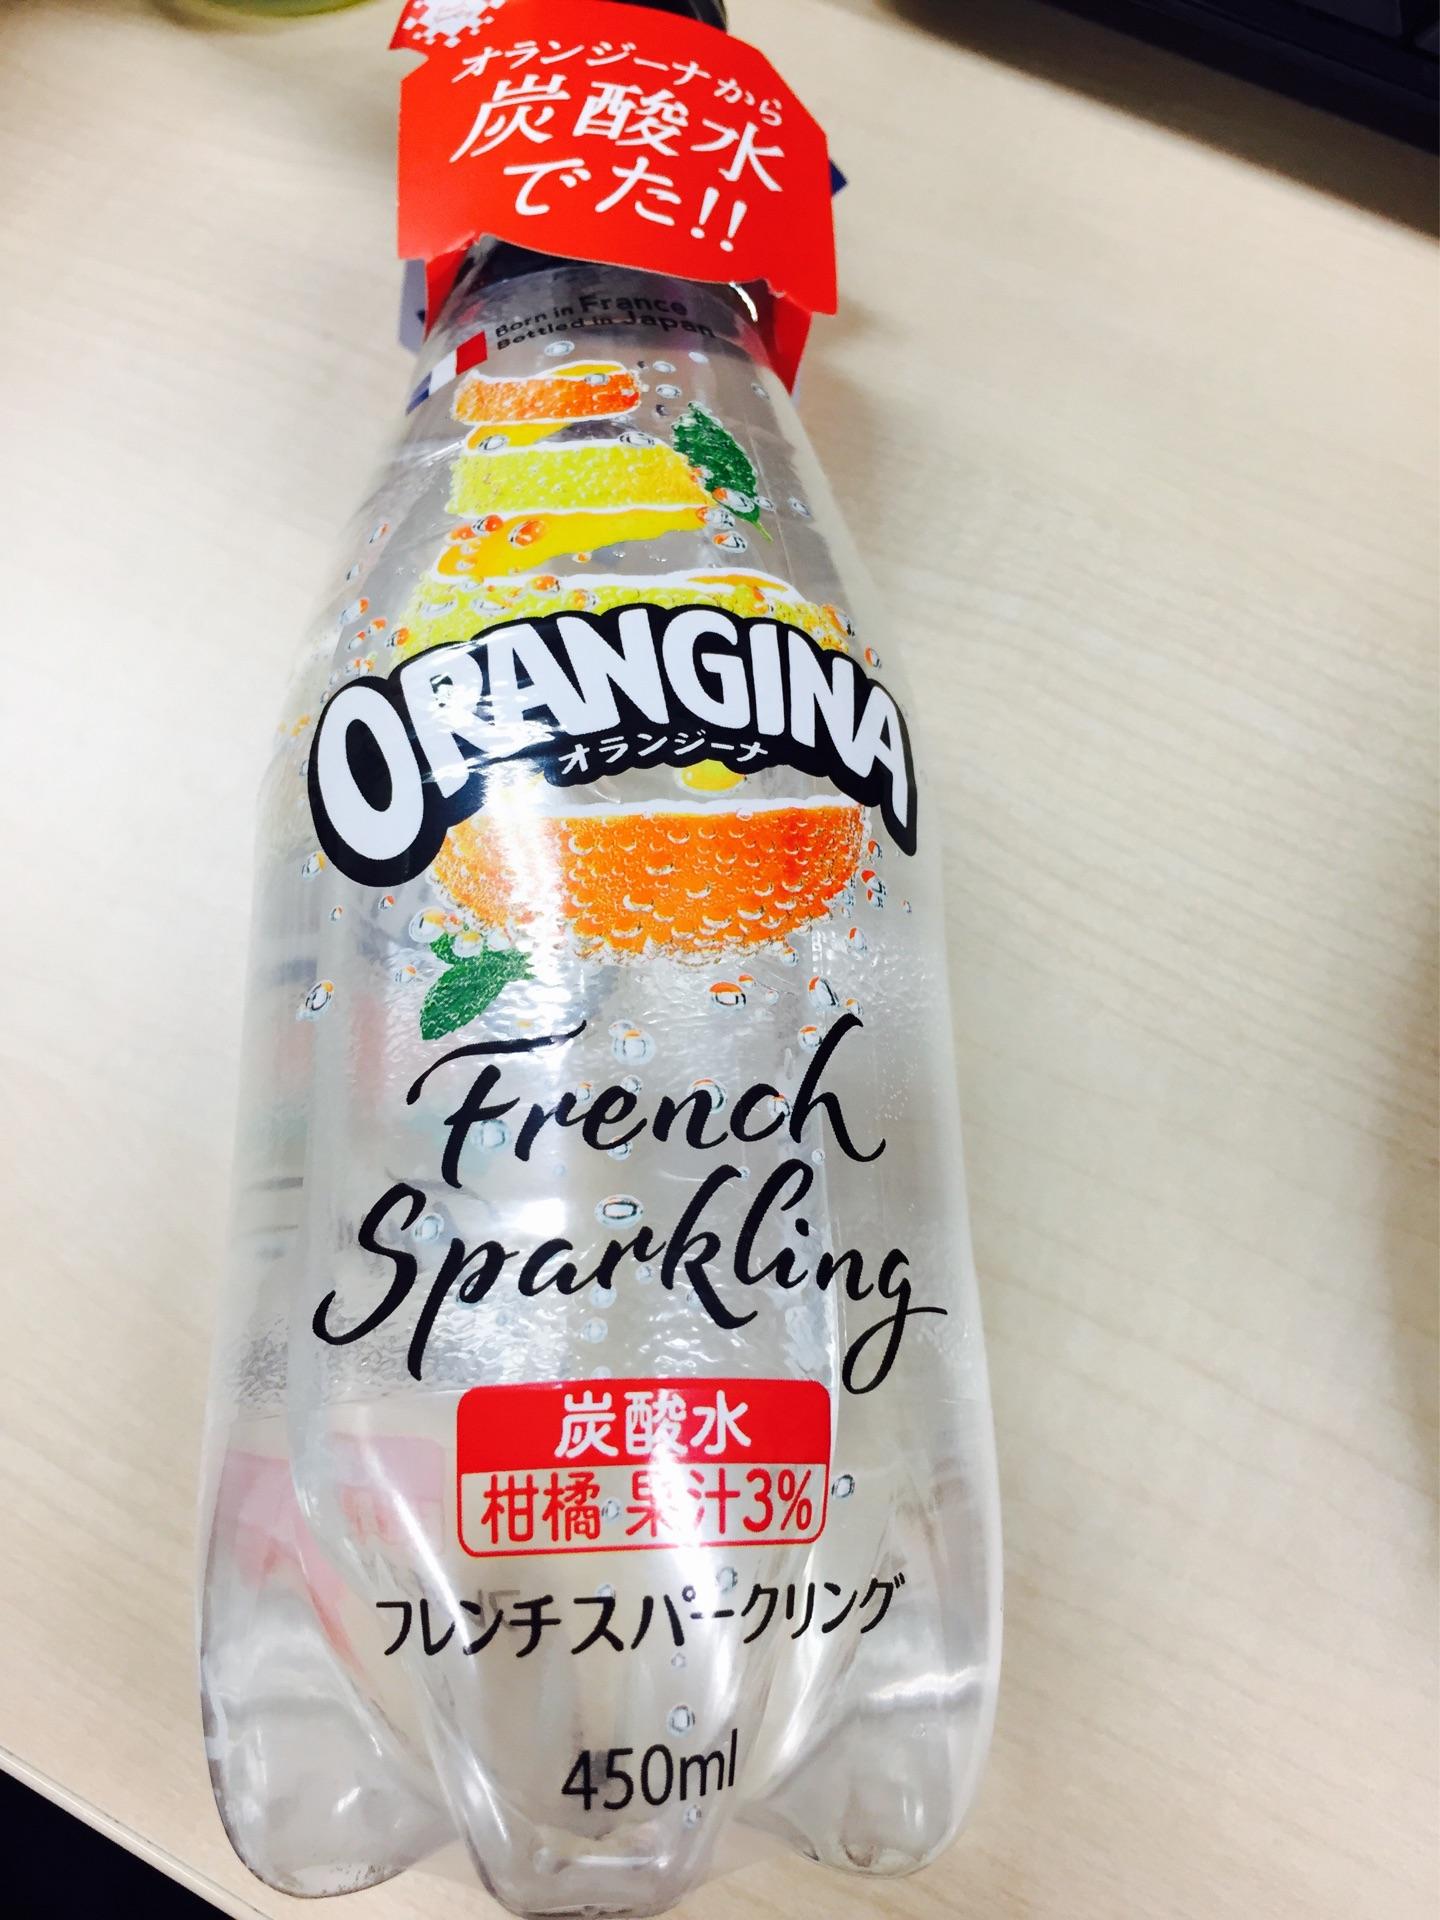 オランジーナから
炭酸水
でた!!
Born in France
Bottled in Japan
ORANGINA
オランジーナ
French
Sparkling
炭酸水
柑橘 果汁3%
フレンチスパークリング
450ml